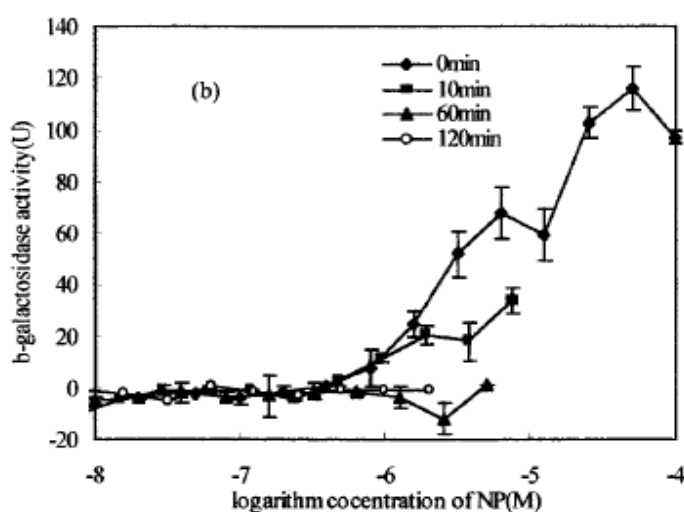 140
120
100
80
60
40
20
0
-20
b-galactosidase activity(U)
(b)
0min
10min
60min
120min
-8
-7
-6
-5
-4
logarithm cocentration of NP(M)